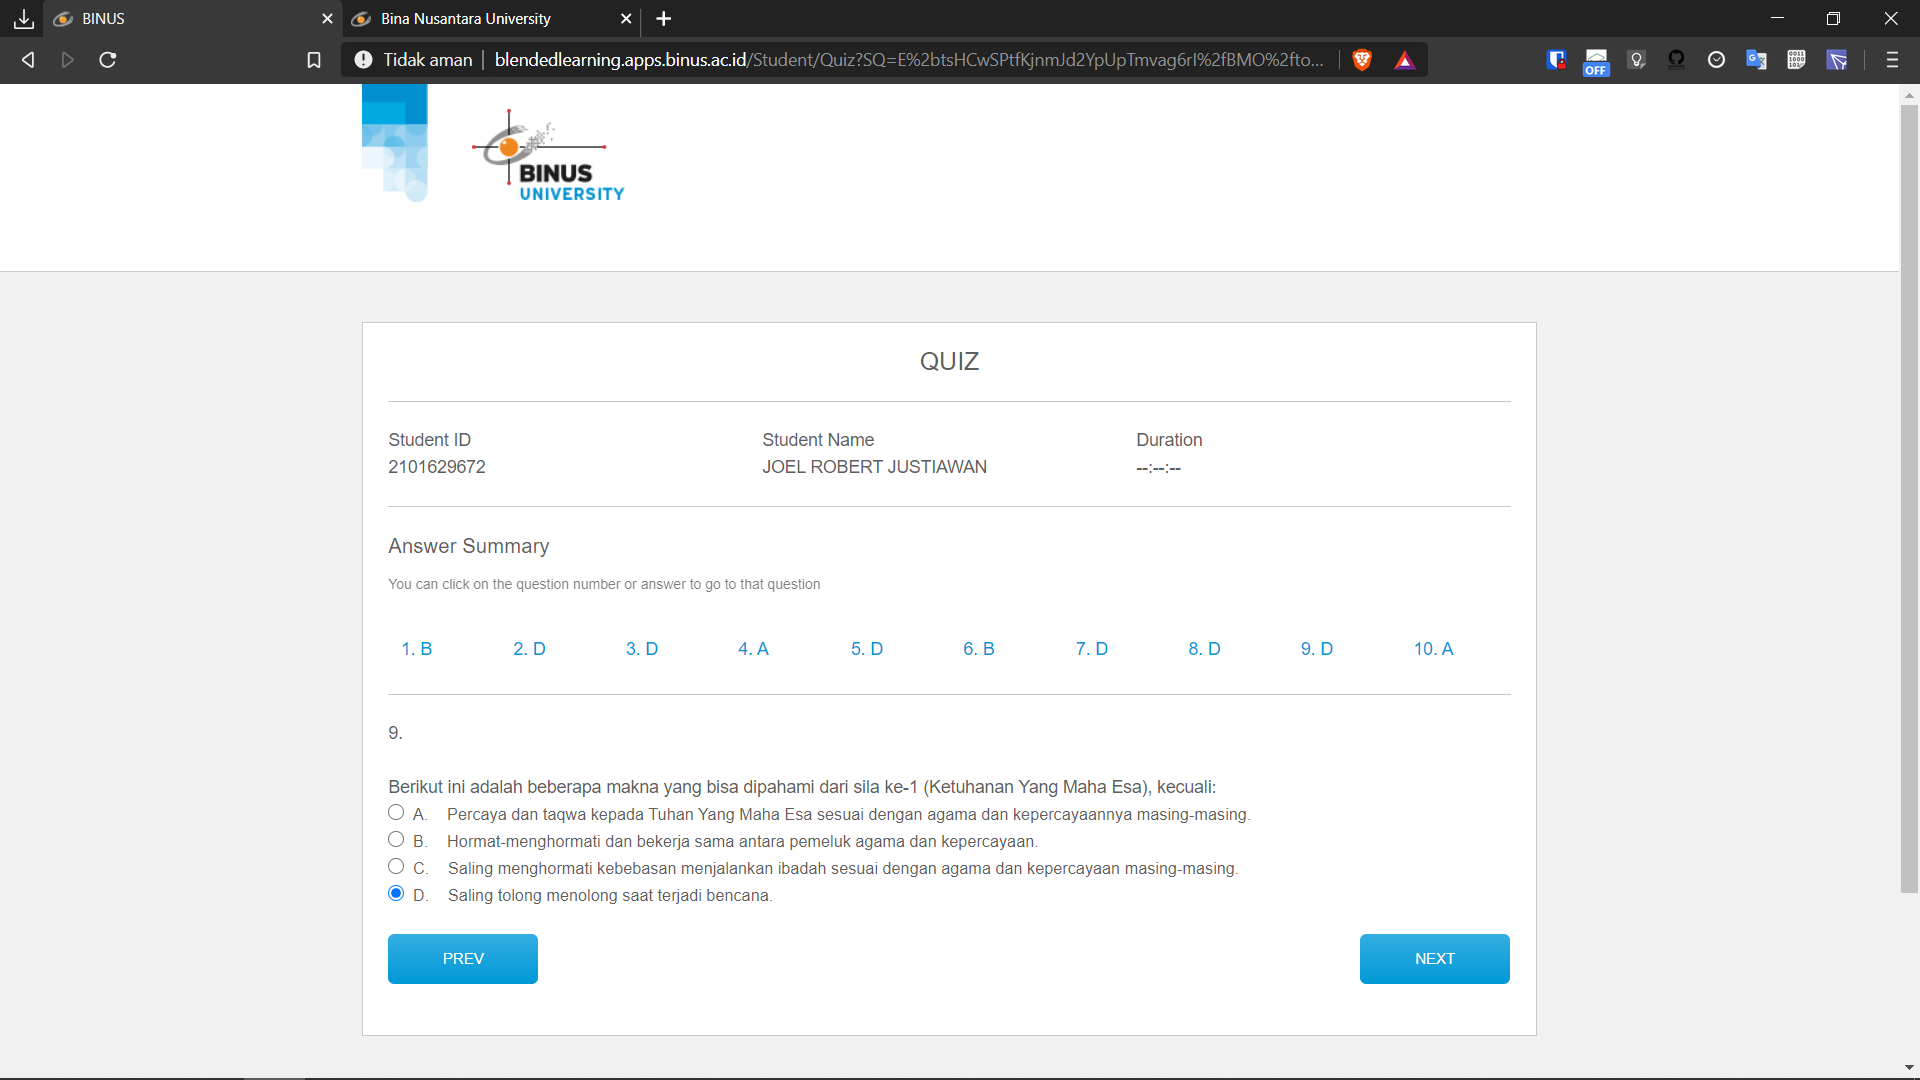 BINUS
Bina Nusantara University
Tidak aman
blendedlearning.apps.binus.ac.id/Student/Quiz?SQ=E%2btsHCwSPtfKjnmJd2YpUpTmvag6rI%2fBMO%2fto...
OFF
BINUS
UNIVERSITY
QUIZ
Student ID
Student Name
Duration
2101629672
JOEL ROBERT JUSTIAWAN
--:--:--
Answer Summary
You can click on the question number or answer to go to that question
1. B
2. D
3. D
4. A
5. D
6. B
7. D
8. D
9. D
10. A
9.
Berikut ini adalah beberapa makna yang bisa dipahami dari sila ke-1 (Ketuhanan Yang Maha Esa), kecuali:
A. Percaya dan taqwa kepada Tuhan Yang Maha Esa sesuai dengan agama dan kepercayaannya masing-masing.
B. Hormat-menghormati dan bekerja sama antara pemeluk agama dan kepercayaan.
C. Saling menghormati kebebasan menjalankan ibadah sesuai dengan agama dan kepercayaan masing-masing.
D. Saling tolong menolong saat terjadi bencana.
PREV
NEXT